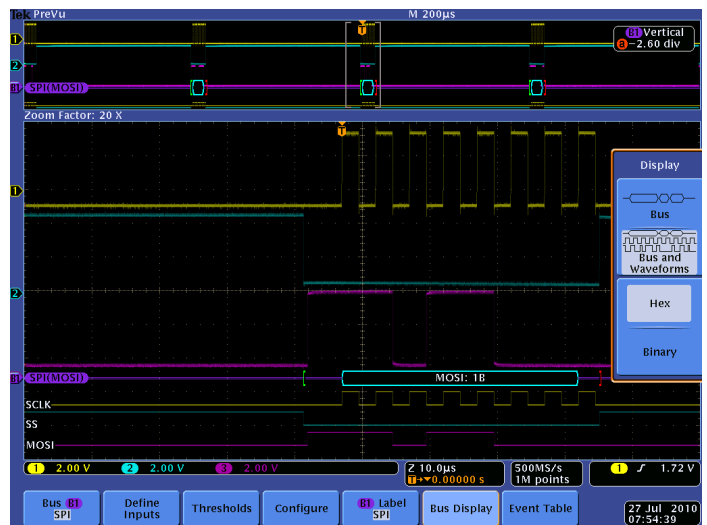 Tek PreVu M 200µs
B1 Vertical
a -2.60 div
1
2
B1 SPI(MOSI)
Zoom Factor: 20 X
T
1
2
B1 SPI(MOSI) MOSI: 1B
SCLK
SS
MOSI
Display
Bus
Bus and
Waveforms
Hex
Binary
1 2.00 V 2 2.00 V 3 2.00 V
Z 10.0µs
T→▼0.00000 s
500MS/s
1M points
1 ƒ 1.72 V
Bus B1
SPI
Define
Inputs
Thresholds
Configure
B1 Label
SPI
Bus Display
Event Table
27 Jul 2010
07:54:39